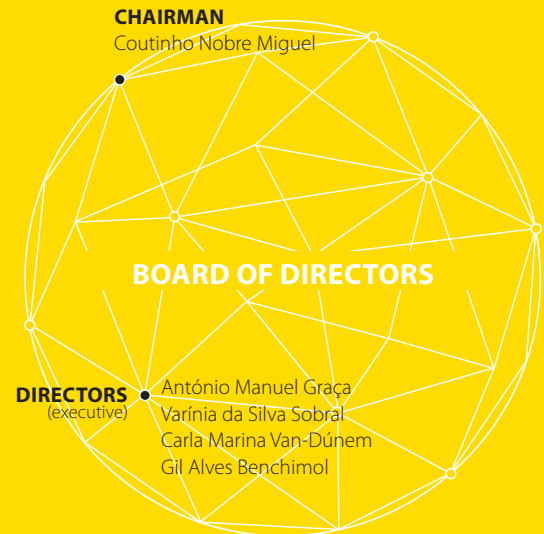 CHAIRMAN
Coutinho Nobre Miguel
BOARD OF DIRECTORS
DIRECTORS
(executive)
António Manuel Graça
Varínia da Silva Sobral
Carla Marina Van-Dúnem
Gil Alves Benchimol